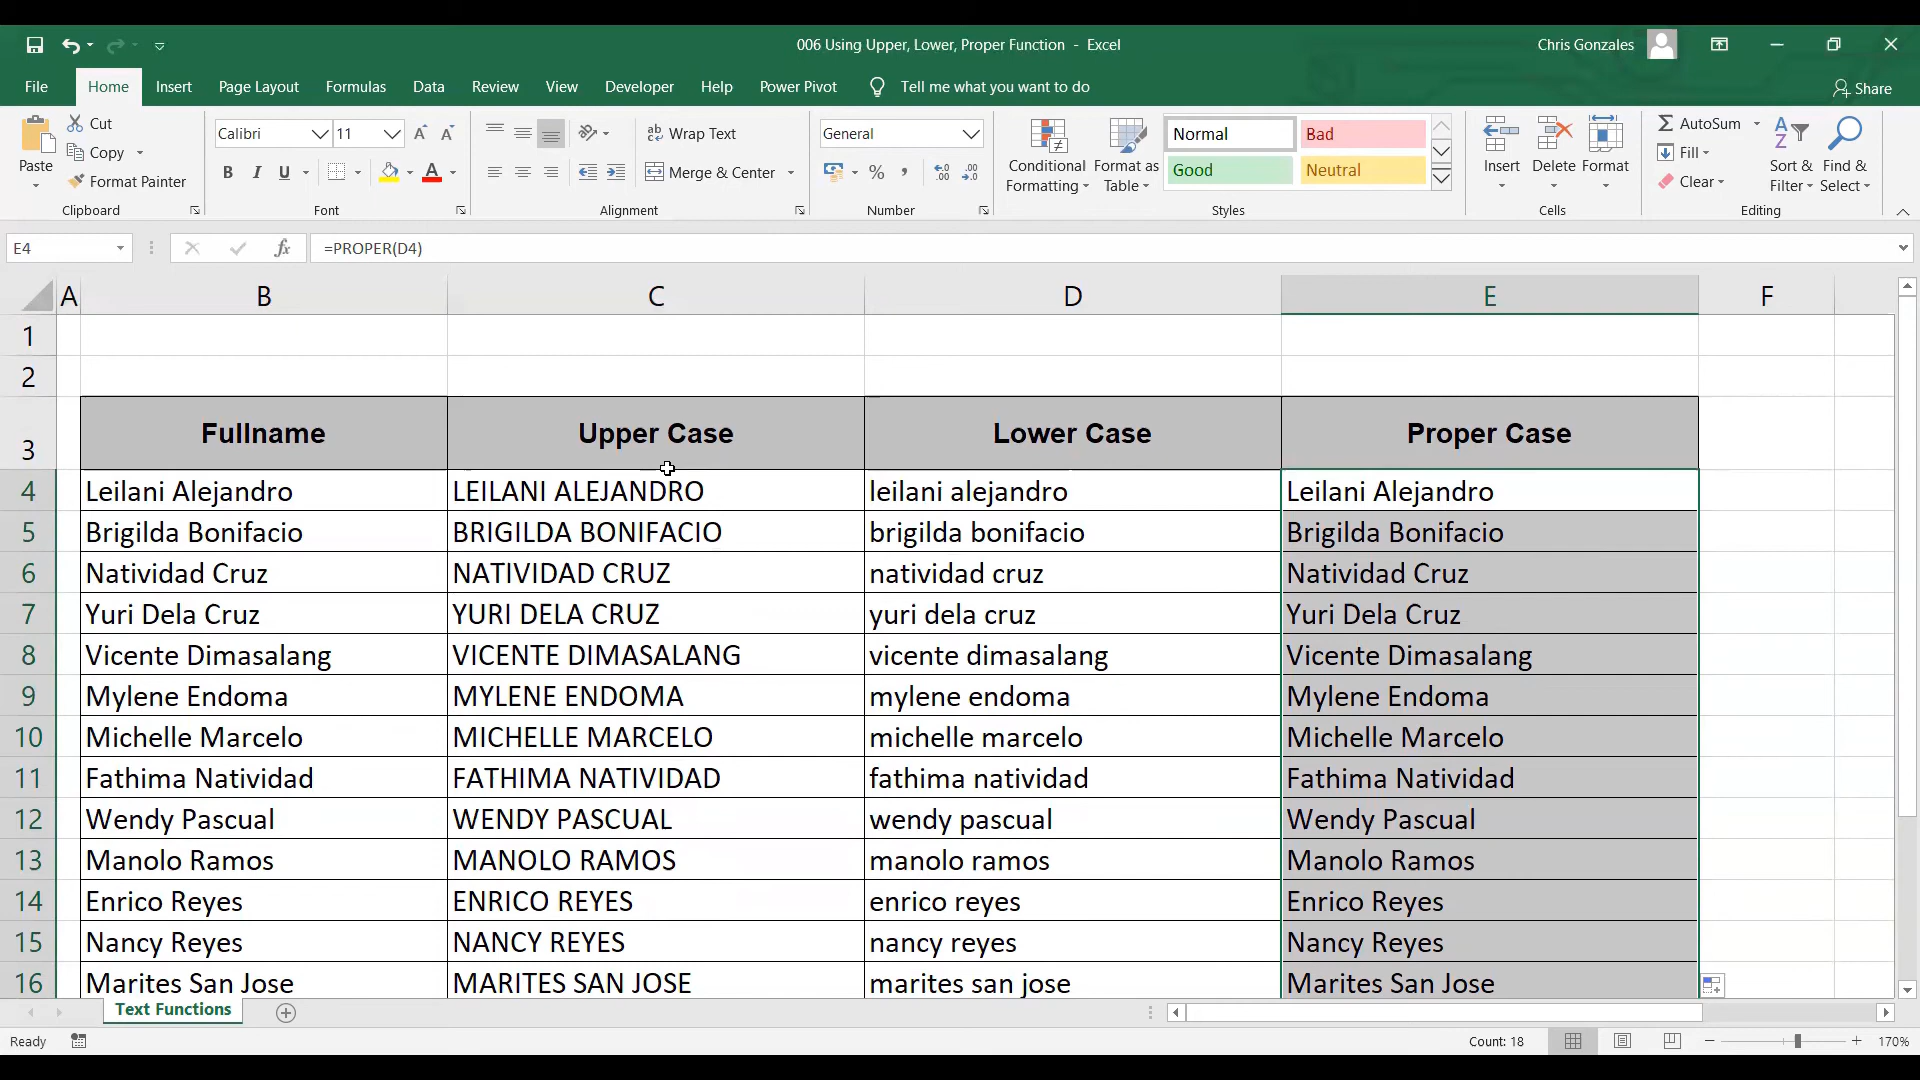 006 Using Upper, Lower, Proper Function - Excel
Chris Gonzales
File Home Insert Page Layout Formulas Data Review View Developer Help Power Pivot Tell me what you want to do Share
Paste
Cut
Copy
Format Painter
Clipboard
Calibri 11
B I U
Font
Wrap Text
Merge & Center
Alignment
General
%
Number
Conditional Formatting
Format as Table
Normal Bad
Good Neutral
Styles
Insert Delete Format
Cells
AutoSum
Fill
Clear
Sort & Filter
Find & Select
Editing
E4 fx =PROPER(D4)
A B C D E F
1
2
3 Fullname Upper Case Lower Case Proper Case
4 Leilani Alejandro LEILANI ALEJANDRO leilani alejandro Leilani Alejandro
5 Brigilda Bonifacio BRIGILDA BONIFACIO brigilda bonifacio Brigilda Bonifacio
6 Natividad Cruz NATIVIDAD CRUZ natividad cruz Natividad Cruz
7 Yuri Dela Cruz YURI DELA CRUZ yuri dela cruz Yuri Dela Cruz
8 Vicente Dimasalang VICENTE DIMASALANG vicente dimasalang Vicente Dimasalang
9 Mylene Endoma MYLENE ENDOMA mylene endoma Mylene Endoma
10 Michelle Marcelo MICHELLE MARCELO michelle marcelo Michelle Marcelo
11 Fathima Natividad FATHIMA NATIVIDAD fathima natividad Fathima Natividad
12 Wendy Pascual WENDY PASCUAL wendy pascual Wendy Pascual
13 Manolo Ramos MANOLO RAMOS manolo ramos Manolo Ramos
14 Enrico Reyes ENRICO REYES enrico reyes Enrico Reyes
15 Nancy Reyes NANCY REYES nancy reyes Nancy Reyes
16 Marites San Jose MARITES SAN JOSE marites san jose Marites San Jose
Text Functions
Ready Count: 18 170%